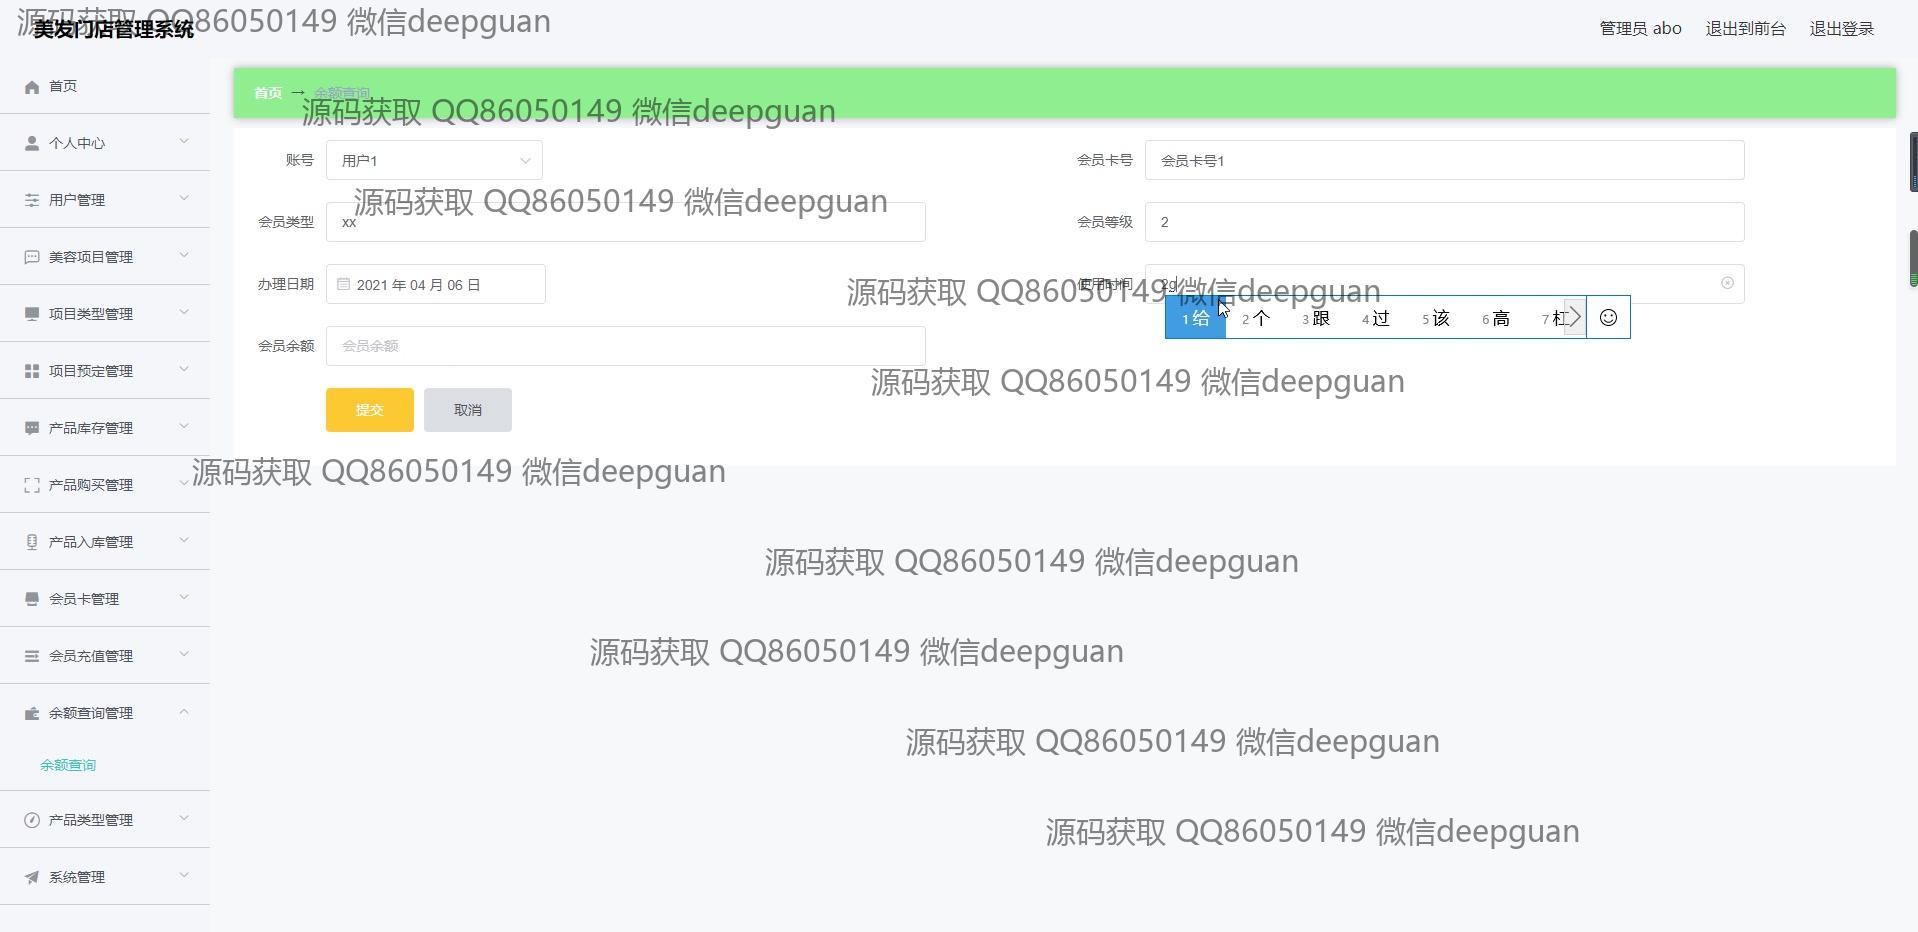 源码获取 QQ86050149 微信deepguan
美发门店管理系统
管理员 abo 退出到前台 退出登录
首页
个人中心
用户管理
美容项目管理
项目类型管理
项目预定管理
产品库存管理
产品购买管理
产品入库管理
会员卡管理
会员充值管理
余额查询管理
余额查询
产品类型管理
系统管理
首页 → 余额查询
源码获取 QQ86050149 微信deepguan
账号 用户1
会员卡号 会员卡号1
源码获取 QQ86050149 微信deepguan
会员类型 xx
会员等级 2
办理日期 2021 年 04 月 06 日
使用时间 2g
源码获取 QQ86050149 微信deepguan
1 给 2 个 3 跟 4 过 5 该 6 高 7 杠
会员余额 会员余额
源码获取 QQ86050149 微信deepguan
提交 取消
源码获取 QQ86050149 微信deepguan
源码获取 QQ86050149 微信deepguan
源码获取 QQ86050149 微信deepguan
源码获取 QQ86050149 微信deepguan
源码获取 QQ86050149 微信deepguan